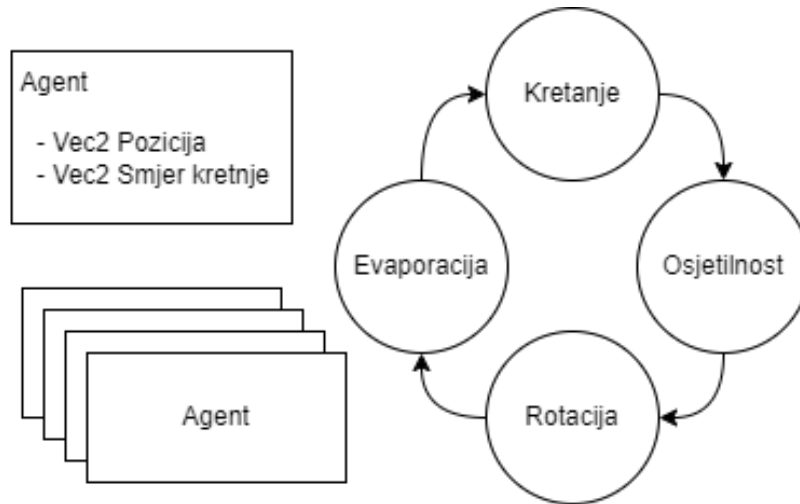 Agent
- Vec2 Pozicija
- Vec2 Smjer kretnje
Kretanje
Evaporacija
Osjetilnost
Agent
Rotacija